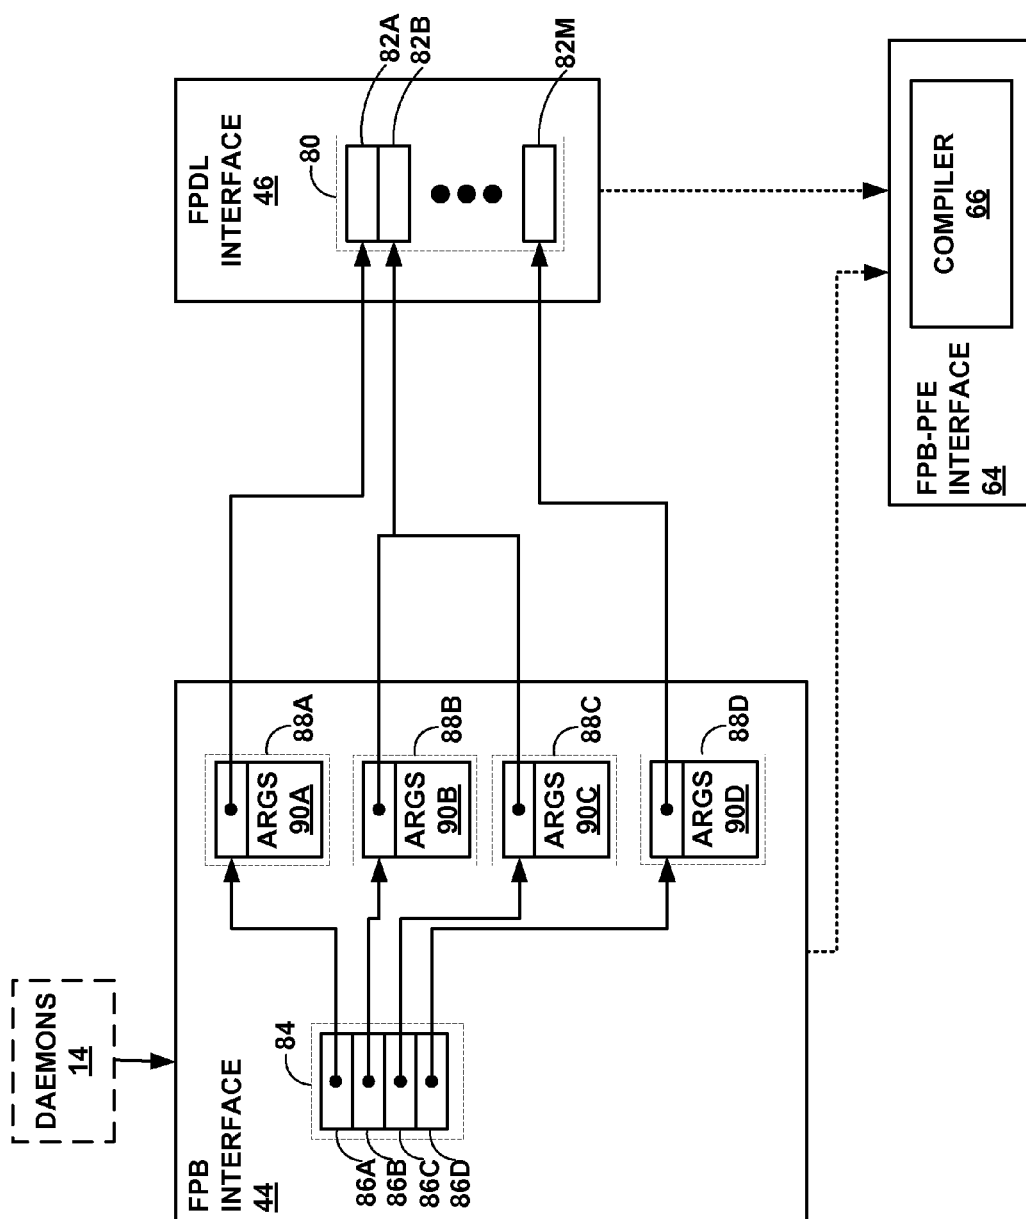 DAEMONS
14
FPB
INTERFACE
44
84
86A
86B
86C
86D
88A
ARGS
90A
88B
ARGS
90B
88C
ARGS
90C
88D
ARGS
90D
FPDL
INTERFACE
46
80
82A
82B
82M
FPB-PFE
INTERFACE
64
COMPILER
66